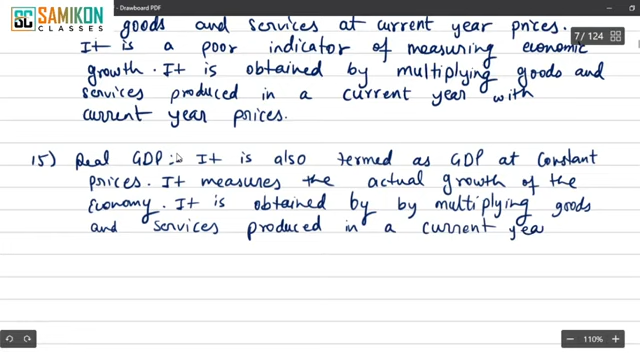 SAMIKON
CLASSES
- Drawboard
7 / 124
goods and services at current year prices.
It is a poor indicator of measuring economic
growth. It is obtained by multiplying goods and
services produced in a current year with
current year prices.
15) Real GDP:- It is also termed as GDP at constant
prices. It measures the actual growth of the
Economy. It is obtained by by multiplying goods
and services produced in a current year
110%